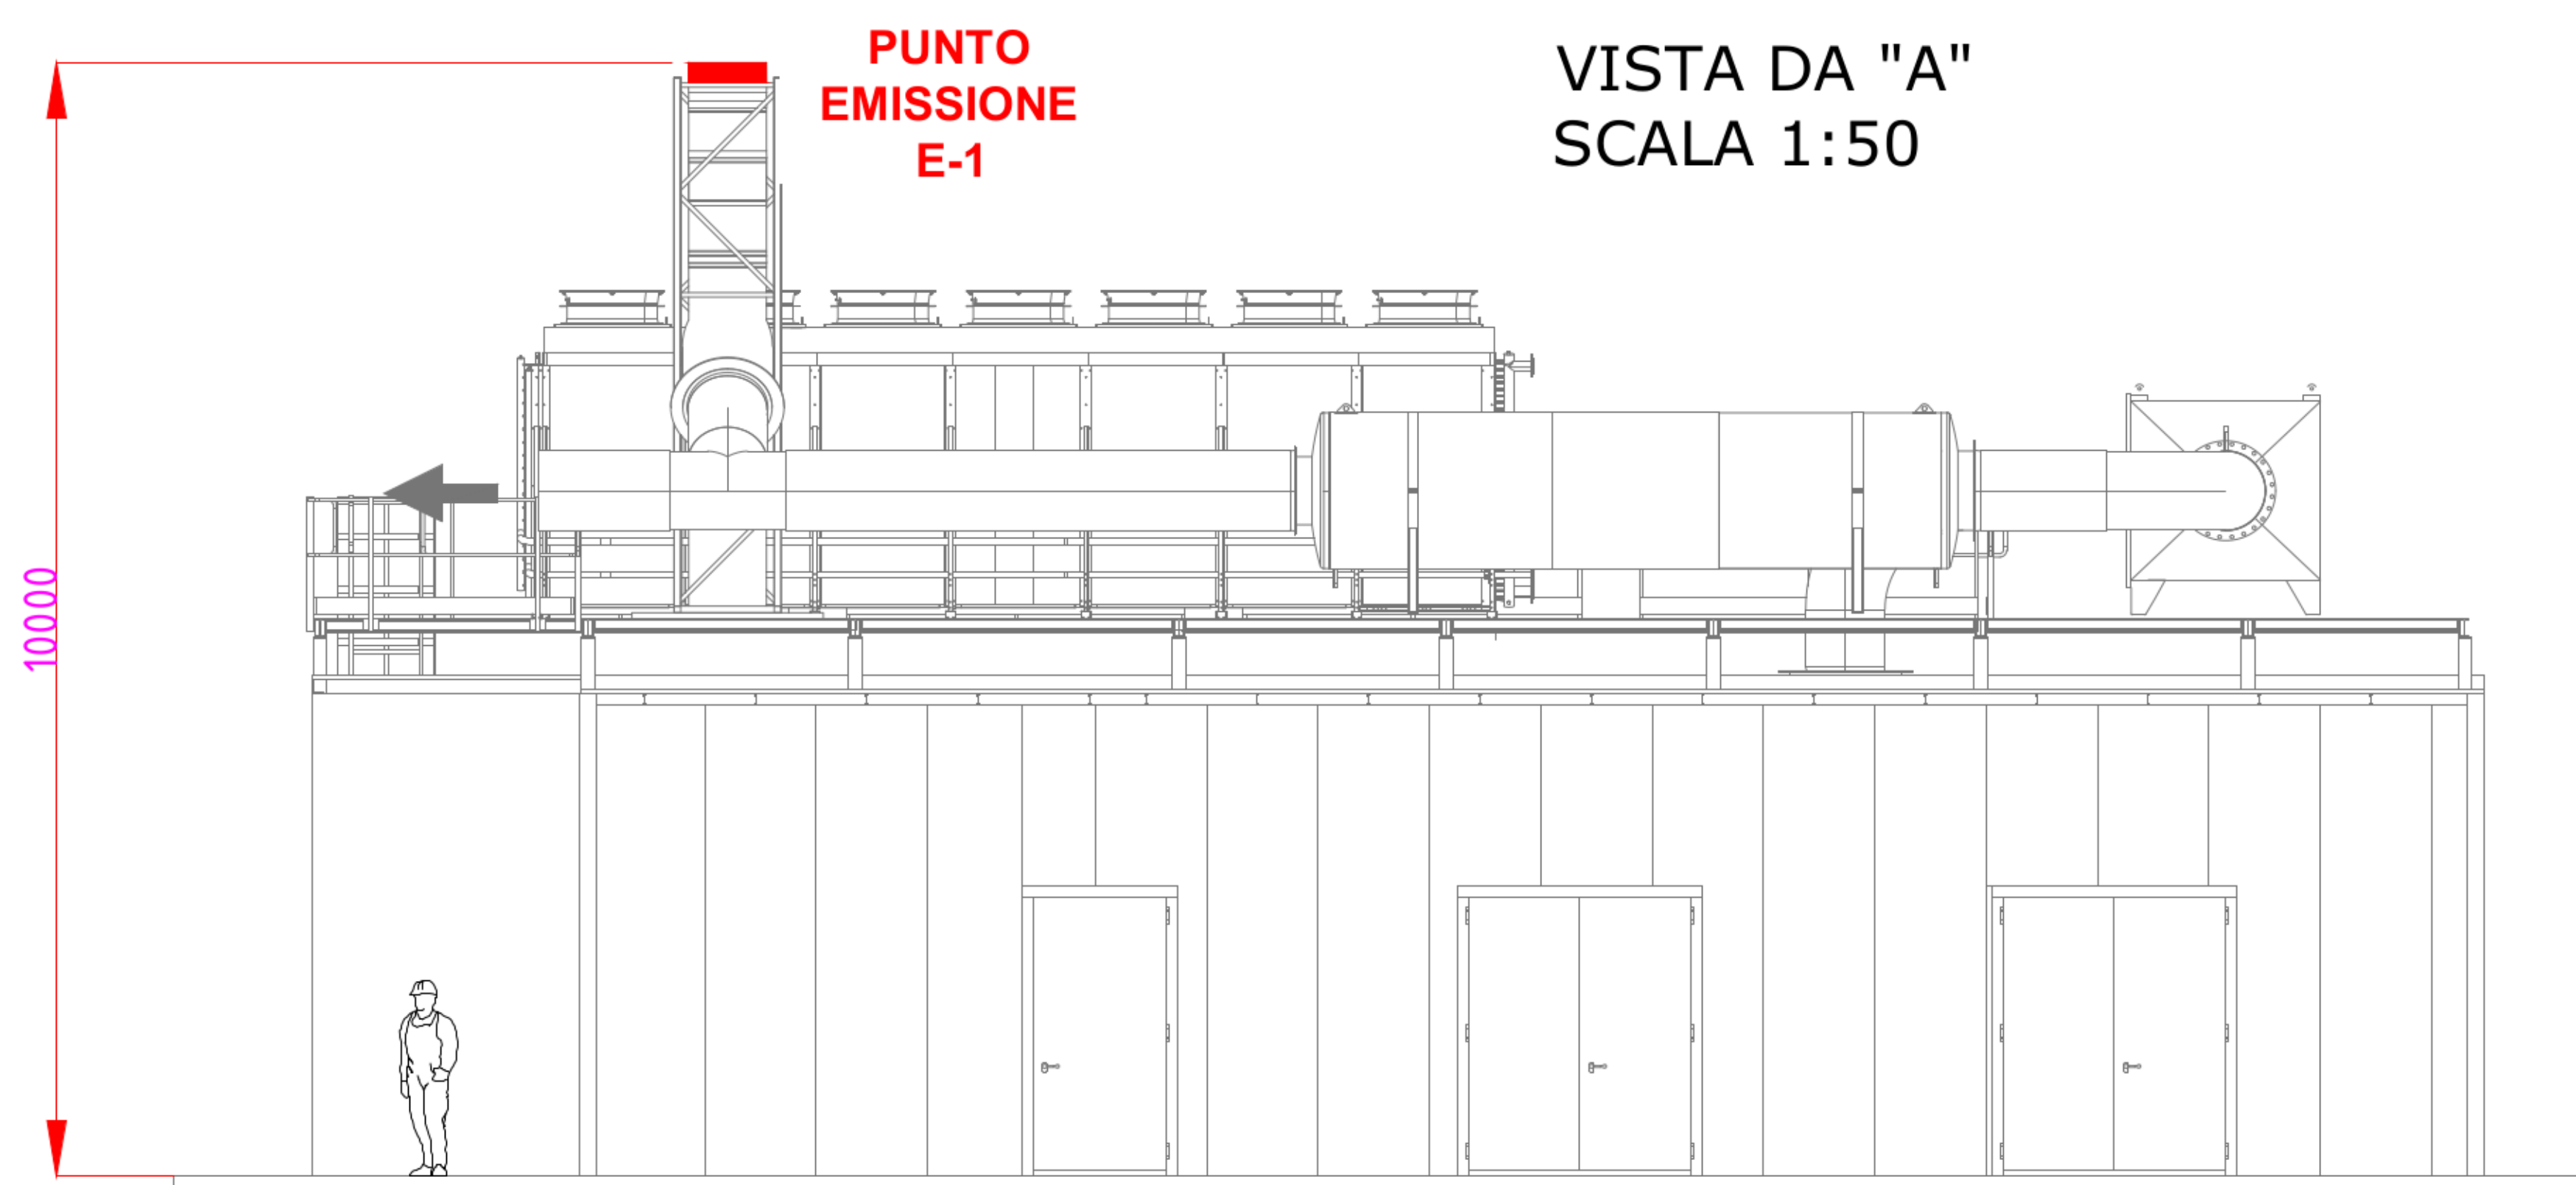 PUNTO
EMISSIONE
E-1
VISTA DA "A"
SCALA 1:50
10000